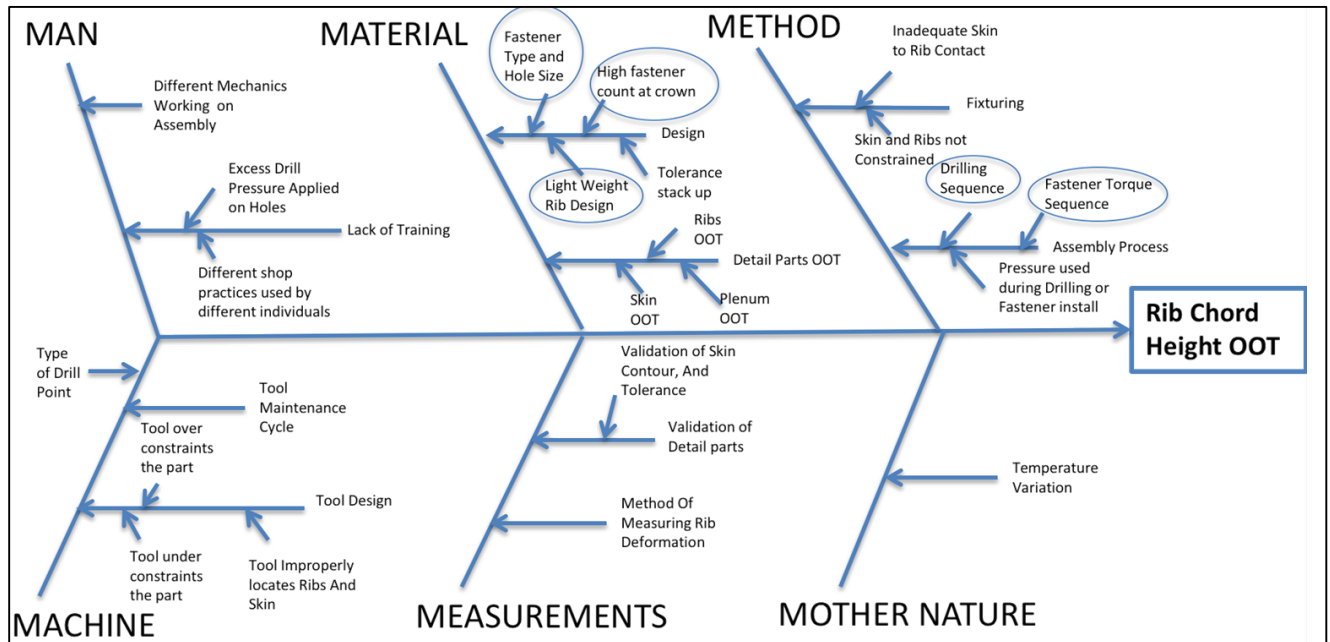 MAN
Different Mechanics
Working on
Assembly
Excess Drill
Pressure Applied
on Holes
Lack of Training
Different shop
practices used by
different individuals
MATERIAL
Fastener
Type and
Hole Size
High fastener
count at crown
Design
Light Weight
Rib Design
Tolerance
stack up
Ribs
OOT
Detail Parts OOT
Skin
OOT
Plenum
OOT
METHOD
Inadequate Skin
to Rib Contact
Fixturing
Skin and Ribs not
Constrained
Drilling
Sequence
Fastener Torque
Sequence
Assembly Process
Pressure used
during Drilling or
Fastener install
Rib Chord
Height OOT
Type
of Drill
Point
Tool
Maintenance
Cycle
Tool over
constraints
the part
Tool Design
Tool under
constraints
the part
Tool Improperly
locates Ribs And
Skin
MACHINE
Validation of Skin
Contour, And
Tolerance
Validation of
Detail parts
Method Of
Measuring Rib
Deformation
MEASUREMENTS
Temperature
Variation
MOTHER NATURE